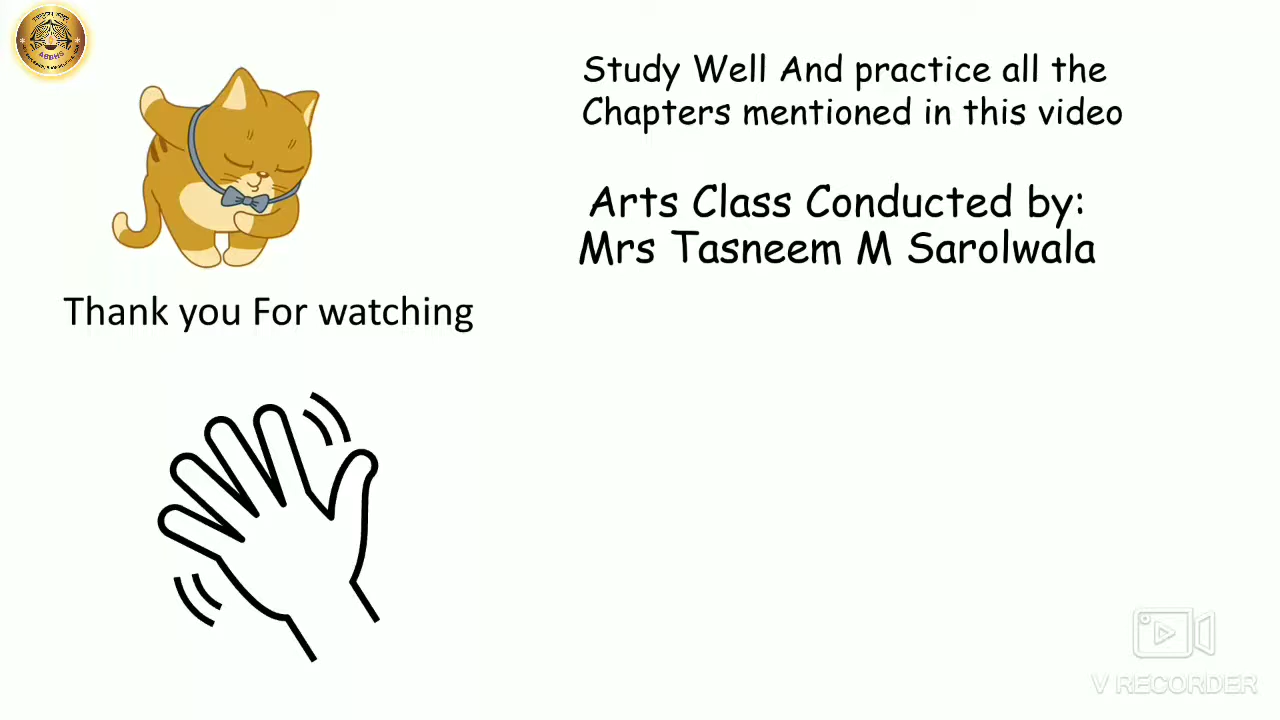 Study Well And practice all the
Chapters mentioned in this video
Arts Class Conducted by:
Mrs Tasneem M Sarolwala
Thank you For watching
V RECORDER